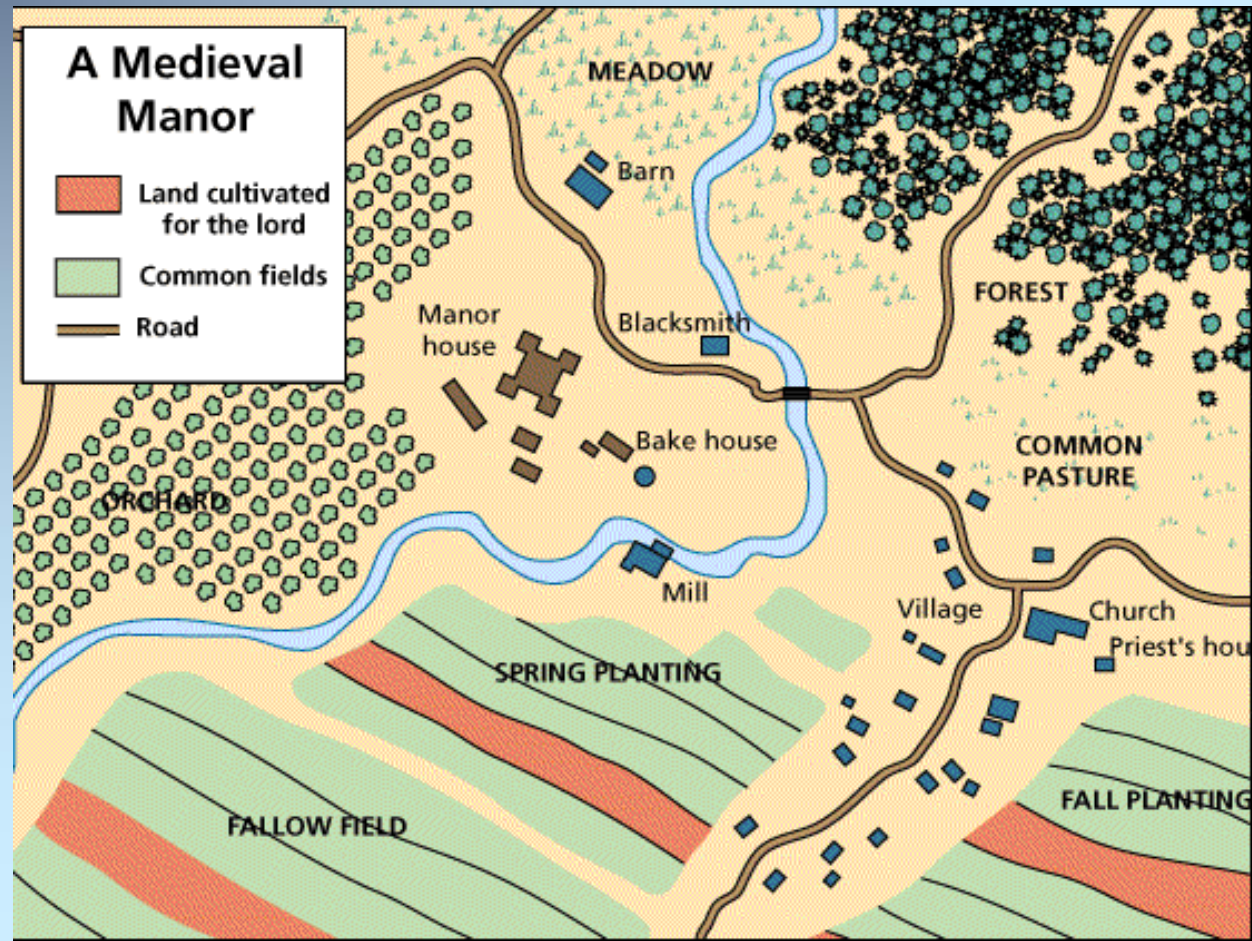 A Medieval
Manor
Land cultivated
for the lord
Common fields
Road
MEADOW
Barn
FOREST
Manor
house
Blacksmith
Bake house
COMMON
PASTURE
ORCHARD
Mill
Village
Church
Priest's hou
SPRING PLANTING
FALL PLANTING
FALLOW FIELD